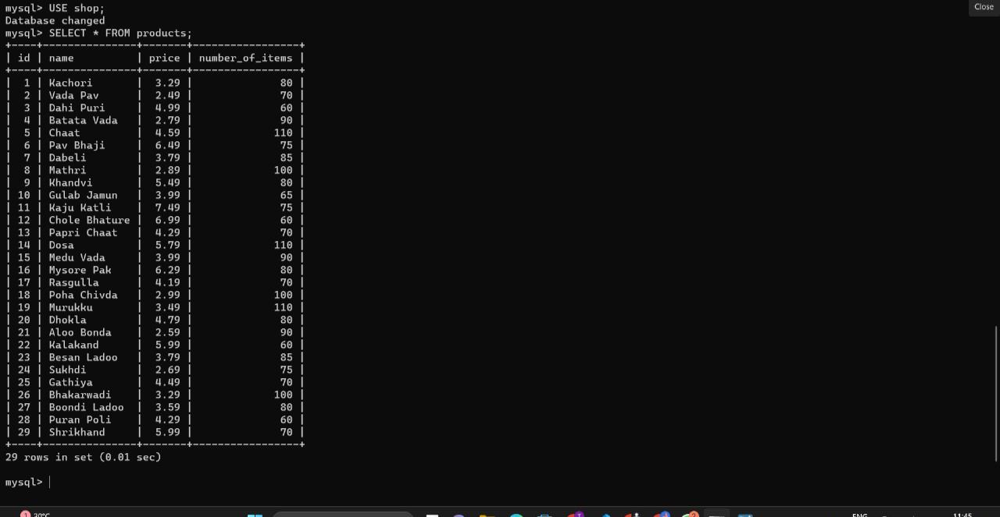 mysql> USE shop;
Close
Database changed
mysql> SELECT * FROM products;
+----+---------------+-------+-----------------+
| id | name          | price | number_of_items |
+----+---------------+-------+-----------------+
|  1 | Kachori       |  3.29 |              80 |
|  2 | Vada Pav      |  2.49 |              70 |
|  3 | Dahi Puri     |  4.99 |              60 |
|  4 | Batata Vada   |  2.79 |              90 |
|  5 | Chaat         |  4.59 |             110 |
|  6 | Pav Bhaji     |  6.49 |              75 |
|  7 | Dabeli        |  3.79 |              85 |
|  8 | Mathri        |  2.89 |             100 |
|  9 | Khandvi       |  5.49 |              80 |
| 10 | Gulab Jamun   |  3.99 |              65 |
| 11 | Kaju Katli    |  7.49 |              75 |
| 12 | Chole Bhature |  6.99 |              60 |
| 13 | Papri Chaat   |  4.29 |              70 |
| 14 | Dosa          |  5.79 |             110 |
| 15 | Medu Vada     |  3.99 |              90 |
| 16 | Mysore Pak    |  6.29 |              80 |
| 17 | Rasgulla      |  4.19 |              70 |
| 18 | Poha Chivda   |  2.99 |             100 |
| 19 | Murukku       |  3.49 |             110 |
| 20 | Dhokla        |  4.79 |              80 |
| 21 | Aloo Bonda    |  2.59 |              90 |
| 22 | Kalakand      |  5.99 |              60 |
| 23 | Besan Ladoo   |  3.79 |              85 |
| 24 | Sukhdi        |  2.69 |              75 |
| 25 | Gathiya       |  4.49 |              70 |
| 26 | Bhakarwadi    |  3.29 |             100 |
| 27 | Boondi Ladoo  |  3.59 |              80 |
| 28 | Puran Poli    |  4.29 |              60 |
| 29 | Shrikhand     |  5.99 |              70 |
+----+---------------+-------+-----------------+
29 rows in set (0.01 sec)
mysql>
30°C
ENG
11:45